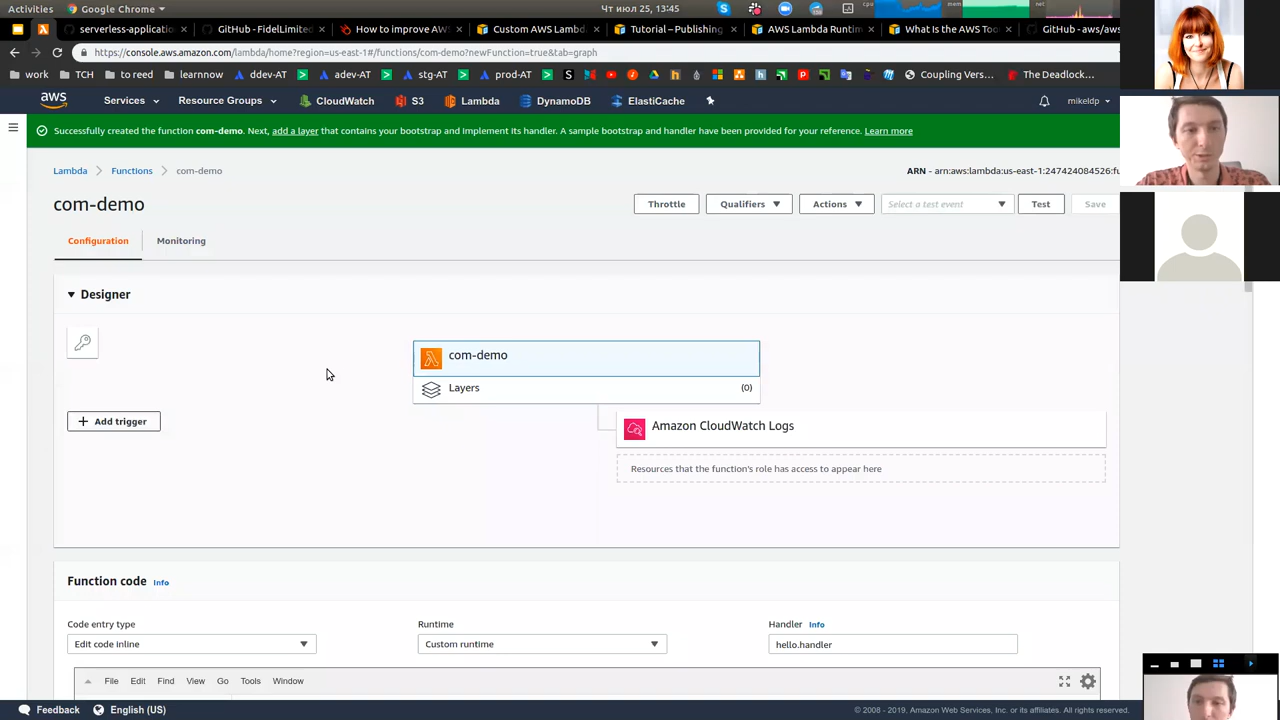 Activities
Google Chrome
Чт июл 25, 13:45
cpu
mem
net
serverless-applicatio
GitHub - FidelLimited
How to improve AWS
Custom AWS Lambda
Tutorial – Publishing
AWS Lambda Runtim
What Is the AWS Tool
GitHub - aws/aws
https://console.aws.amazon.com/lambda/home?region=us-east-1#/functions/com-demo?newFunction=true&tab=graph
work
TCH
to read
learnnow
ddev-AT
adev-AT
stg-AT
prod-AT
Coupling Vers…
The Deadlock…
aws
Services
Resource Groups
CloudWatch
S3
Lambda
DynamoDB
ElastiCache
mikeldp
Successfully created the function com-demo. Next, add a layer that contains your bootstrap and implement its handler. A sample bootstrap and handler have been provided for your reference. Learn more
Lambda
Functions
com-demo
ARN - arn:aws:lambda:us-east-1:247424084526:fu
com-demo
Throttle
Qualifiers
Actions
Select a test event
Test
Save
Configuration
Monitoring
Designer
com-demo
Layers
(0)
Add trigger
Amazon CloudWatch Logs
Resources that the function's role has access to appear here
Function code
Info
Code entry type
Edit code inline
Runtime
Custom runtime
Handler
Info
hello.handler
File
Edit
Find
View
Go
Tools
Window
Feedback
English (US)
© 2008 - 2019, Amazon Web Services, Inc. or its affiliates. All rights reserved.